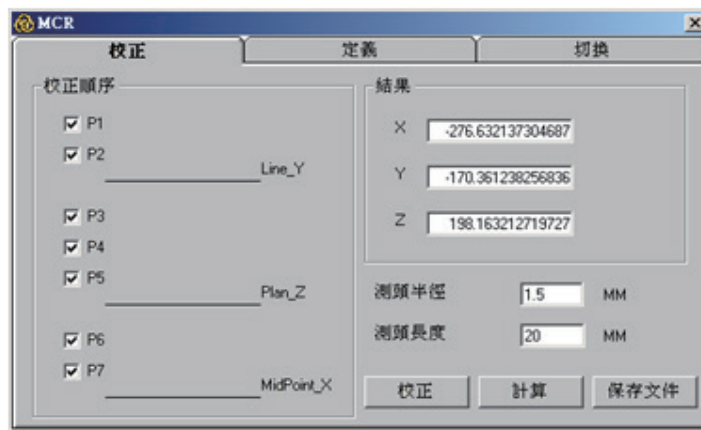 MCR
校正 定義 切換
校正順序
P1
P2
Line_Y
P3
P4
P5
Plan_Z
P6
P7
MidPoint_X
結果
X -276.632137304687
Y -170.361238256836
Z 198.163212719727
測頭半徑 1.5 MM
測頭長度 20 MM
校正 計算 保存文件